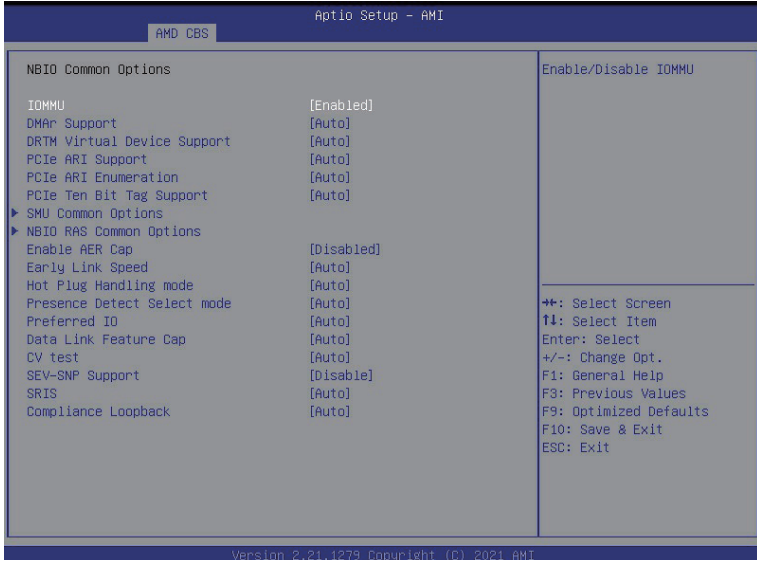 Aptio Setup – AMI
AMD CBS
NBIO Common Options
IOMMU [Enabled]
DMAr Support [Auto]
DRTM Virtual Device Support [Auto]
PCIe ARI Support [Auto]
PCIe ARI Enumeration [Auto]
PCIe Ten Bit Tag Support [Auto]
SMU Common Options
NBIO RAS Common Options
Enable AER Cap [Disabled]
Early Link Speed [Auto]
Hot Plug Handling mode [Auto]
Presence Detect Select mode [Auto]
Preferred IO [Auto]
Data Link Feature Cap [Auto]
CV test [Auto]
SEV-SNP Support [Disable]
SRIS [Auto]
Compliance Loopback [Auto]
Enable/Disable IOMMU
→←: Select Screen
↑↓: Select Item
Enter: Select
+/-: Change Opt.
F1: General Help
F3: Previous Values
F9: Optimized Defaults
F10: Save & Exit
ESC: Exit
Version 2.21.1279 Copyright (C) 2021 AMI